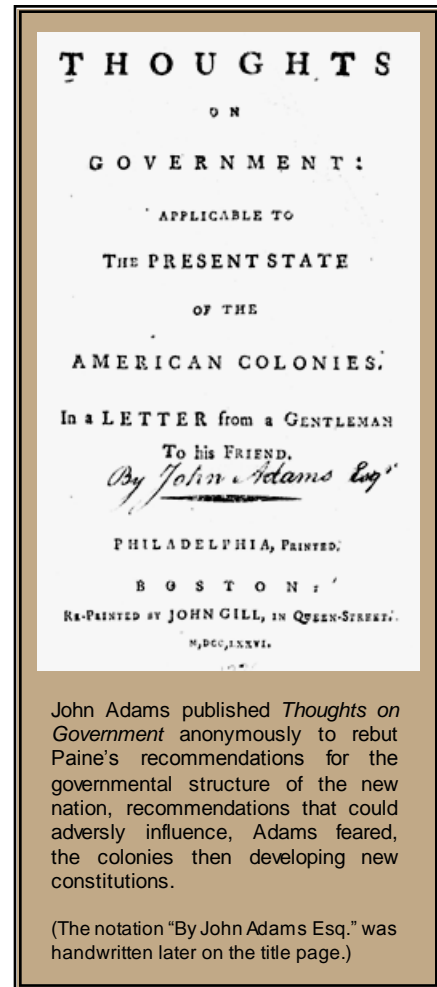 THOUGHTS
ON
GOVERNMENT:
APPLICABLE TO
THE PRESENT STATE
OF THE
AMERICAN COLONIES.
In a LETTER from a GENTLEMAN
To his FRIEND.
By John Adams Esqr
PHILADELPHIA, PRINTED,
BOSTON:
RE-PRINTED BY JOHN GILL, IN QUEEN-STREET.
M,DCC,LXXVI.
John Adams published Thoughts on
Government anonymously to rebut
Paine's recommendations for the
governmental structure of the new
nation, recommendations that could
adversly influence, Adams feared,
the colonies then developing new
constitutions.
(The notation “By John Adams Esq.” was
handwritten later on the title page.)